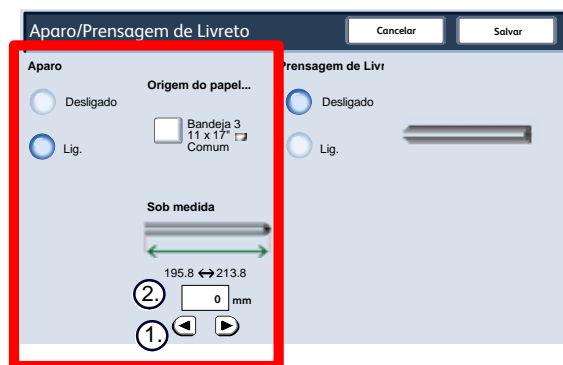 Aparo/Prensagem de Livreto
Cancelar
Salvar
Aparo
Desligado
Lig.
Origem do papel...
Bandeja 3
11 x 17"
Comum
Sob medida
195.8 ↔ 213.8
2.
0 mm
1.
Prensagem de Livr
Desligado
Lig.